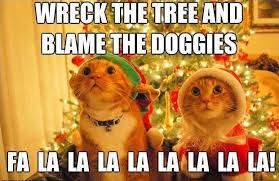 WRECK THE TREE AND
BLAME THE DOGGIES
FA LA LA LA LA LA LA LA LA!